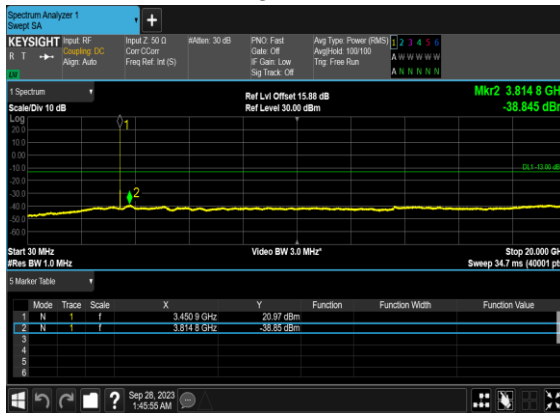 Spectrum Analyzer 1
Swept SA
KEYSIGHT Input: RF Input Z: 50 Ω #Atten: 30 dB PNO: Fast Avg Type: Power (RMS) 1 2 3 4 5 6
R T Coupling: DC Corr CCorr Gate: Off Avg|Hold: 100/100 A W W W W W
Align: Auto Freq Ref: Int (S) IF Gain: Low Trig: Free Run
LXI Sig Track: Off A N N N N N
1 Spectrum Ref Lvl Offset 15.88 dB Mkr2 3.814 8 GH
Scale/Div 10 dB Ref Level 30.00 dBm -38.845 dBm
Log
20.0
10.0
0.00
-10.0
DL1 -13.00 dB
-20.0
-30.0
-40.0
-50.0
-60.0
1
2
Start 30 MHz Video BW 3.0 MHz* Stop 20.000 GH
#Res BW 1.0 MHz Sweep 34.7 ms (40001 pts
5 Marker Table
Mode Trace Scale X Y Function Function Width Function Value
1 N 1 f 3.450 9 GHz 20.97 dBm
2 N 1 f 3.814 8 GHz -38.85 dBm
3
4
5
6
? Sep 28, 2023
1:45:55 AM